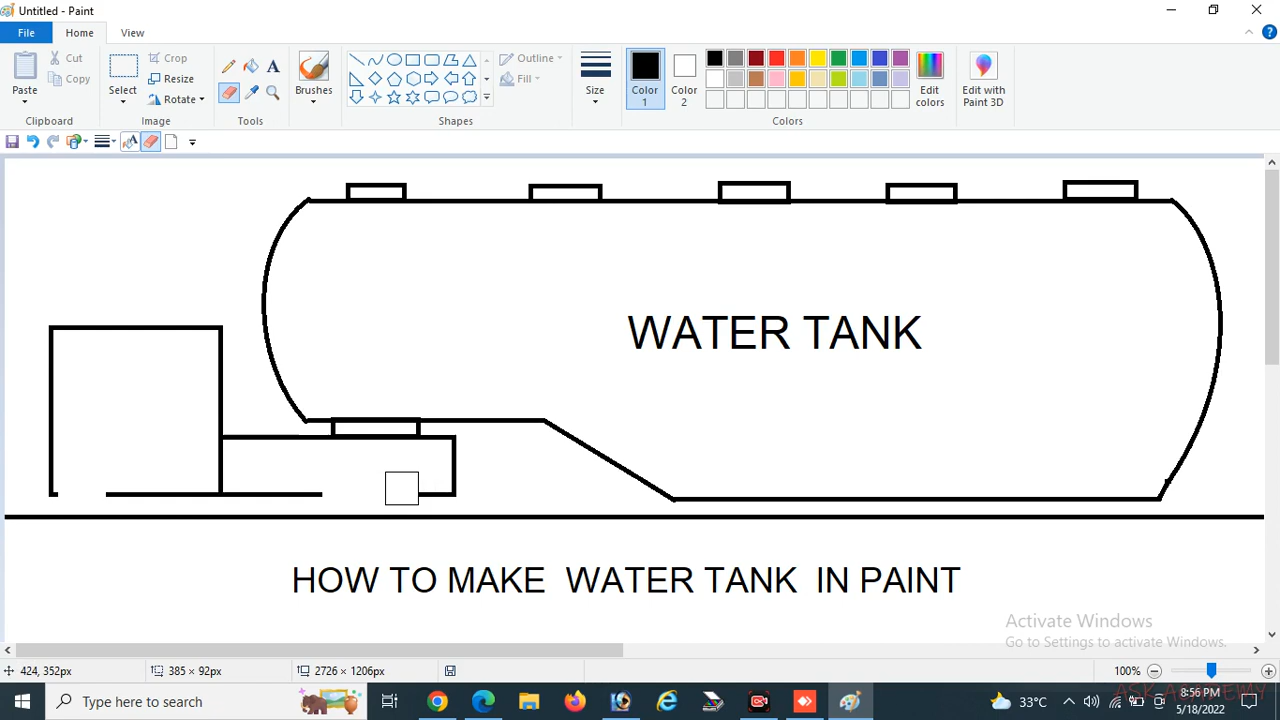 Untitled - Paint
File Home View
Paste
Cut
Copy
Clipboard
Select
Crop
Resize
Rotate
Image
A
Tools
Brushes
Shapes
Outline
Fill
Size
Color 1
Color 2
Colors
Edit colors
Edit with Paint 3D
WATER TANK
HOW TO MAKE WATER TANK IN PAINT
Activate Windows
Go to Settings to activate Windows.
424, 352px
385 × 92px
2726 × 1206px
100%
ASK ACADEMY
Type here to search
33°C
8:56 PM
5/18/2022